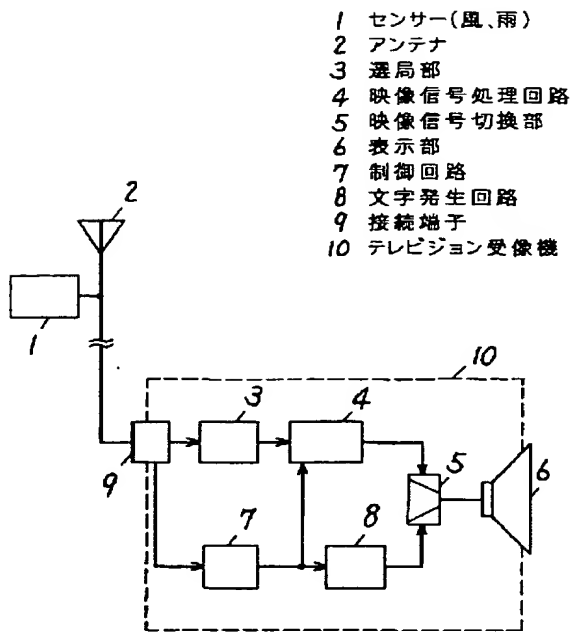 1 センサー(風、雨)
2 アンテナ
3 選局部
4 映像信号処理回路
5 映像信号切換部
6 表示部
7 制御回路
8 文字発生回路
9 接続端子
10 テレビジョン受像機
2
1
10
3
4
9
5
6
7
8